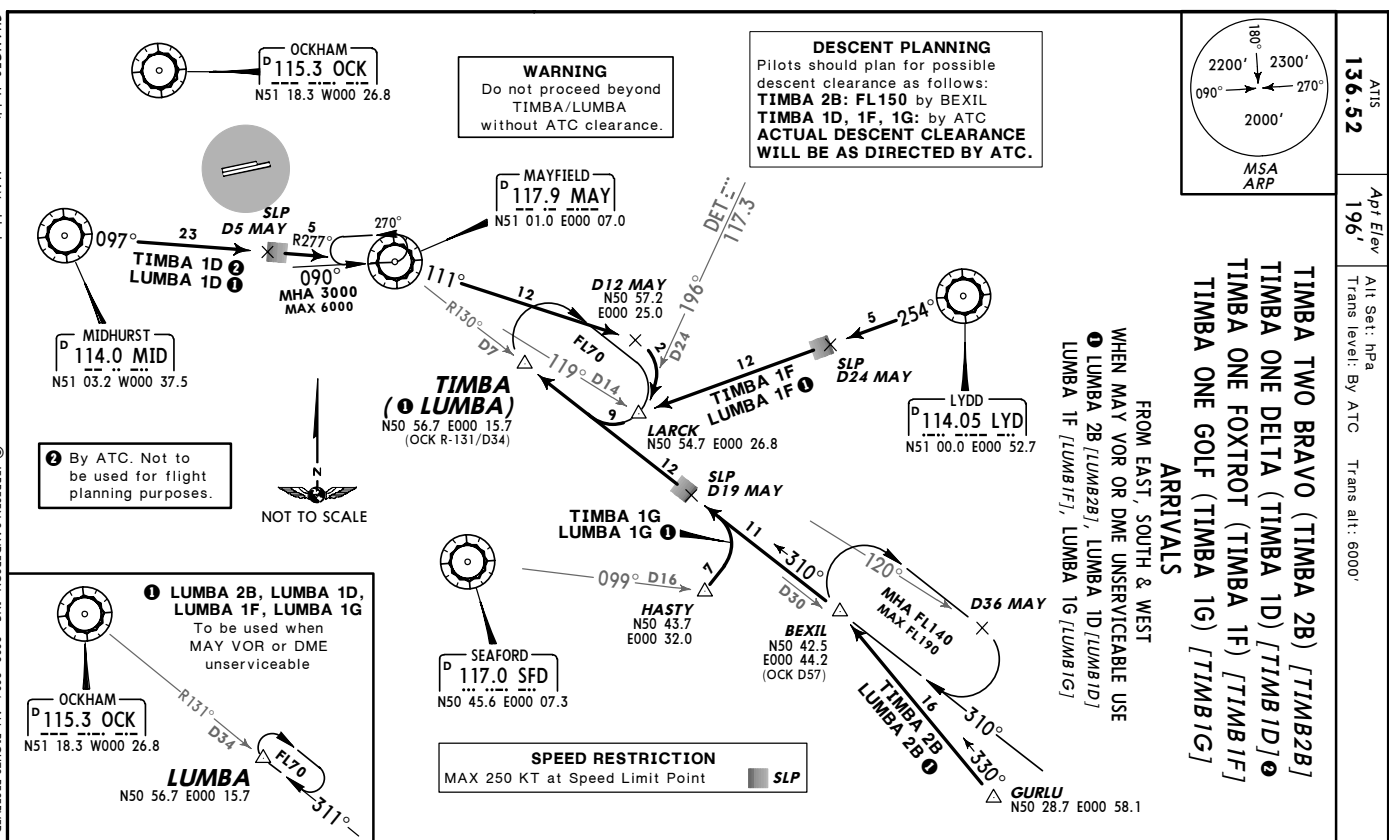 ATIS
136.52
Apt Elev
196'
Alt Set: hPa
Trans level: By ATC Trans alt: 6000'
TIMBA TWO BRAVO (TIMBA 2B) [TIMB2B]
TIMBA ONE DELTA (TIMBA 1D) [TIMB1D] ❷
TIMBA ONE FOXTROT (TIMBA 1F) [TIMB1F]
TIMBA ONE GOLF (TIMBA 1G) [TIMB1G]
ARRIVALS
FROM EAST, SOUTH & WEST
WHEN MAY VOR OR DME UNSERVICEABLE USE
❶ LUMBA 2B [LUMB2B], LUMBA 1D [LUMB1D]
LUMBA 1F [LUMB1F], LUMBA 1G [LUMB1G]
180°
2200'
2300'
090°
270°
2000'
MSA
ARP
DESCENT PLANNING
Pilots should plan for possible
descent clearance as follows:
TIMBA 2B: FL150 by BEXIL
TIMBA 1D, 1F, 1G: by ATC
ACTUAL DESCENT CLEARANCE
WILL BE AS DIRECTED BY ATC.
WARNING
Do not proceed beyond
TIMBA/LUMBA
without ATC clearance.
OCKHAM
D 115.3 OCK
N51 18.3 W000 26.8
MAYFIELD
D 117.9 MAY
N51 01.0 E000 07.0
SLP
D5 MAY
097°
23
TIMBA 1D ❷
LUMBA 1D ❶
5
R277°
270°
090°
MHA 3000
MAX 6000
MIDHURST
D 114.0 MID
N51 03.2 W000 37.5
111°
12
D12 MAY
N50 57.2
E000 25.0
DET
117.3
196°
D24
2
R130°
D7
FL70
119° D14
TIMBA
(❶ LUMBA)
N50 56.7 E000 15.7
(OCK R-131/D34)
9
LARCK
N50 54.7 E000 26.8
12
TIMBA 1F
LUMBA 1F ❶
5
254°
SLP
D24 MAY
LYDD
D 114.05 LYD
N51 00.0 E000 52.7
❷ By ATC. Not to
be used for flight
planning purposes.
N
NOT TO SCALE
12
SLP
D19 MAY
TIMBA 1G
LUMBA 1G ❶
7
099° D16
HASTY
N50 43.7
E000 32.0
SEAFORD
D 117.0 SFD
N50 45.6 E000 07.3
11
310°
D30
BEXIL
N50 42.5
E000 44.2
(OCK D57)
120°
MHA FL140
MAX FL190
D36 MAY
310°
16
TIMBA 2B
LUMBA 2B ❶
330°
GURLU
N50 28.7 E000 58.1
SPEED RESTRICTION
MAX 250 KT at Speed Limit Point SLP
❶ LUMBA 2B, LUMBA 1D,
LUMBA 1F, LUMBA 1G
To be used when
MAY VOR or DME
unserviceable
OCKHAM
D 115.3 OCK
N51 18.3 W000 26.8
R131°
D34
FL70
LUMBA
N50 56.7 E000 15.7
311°